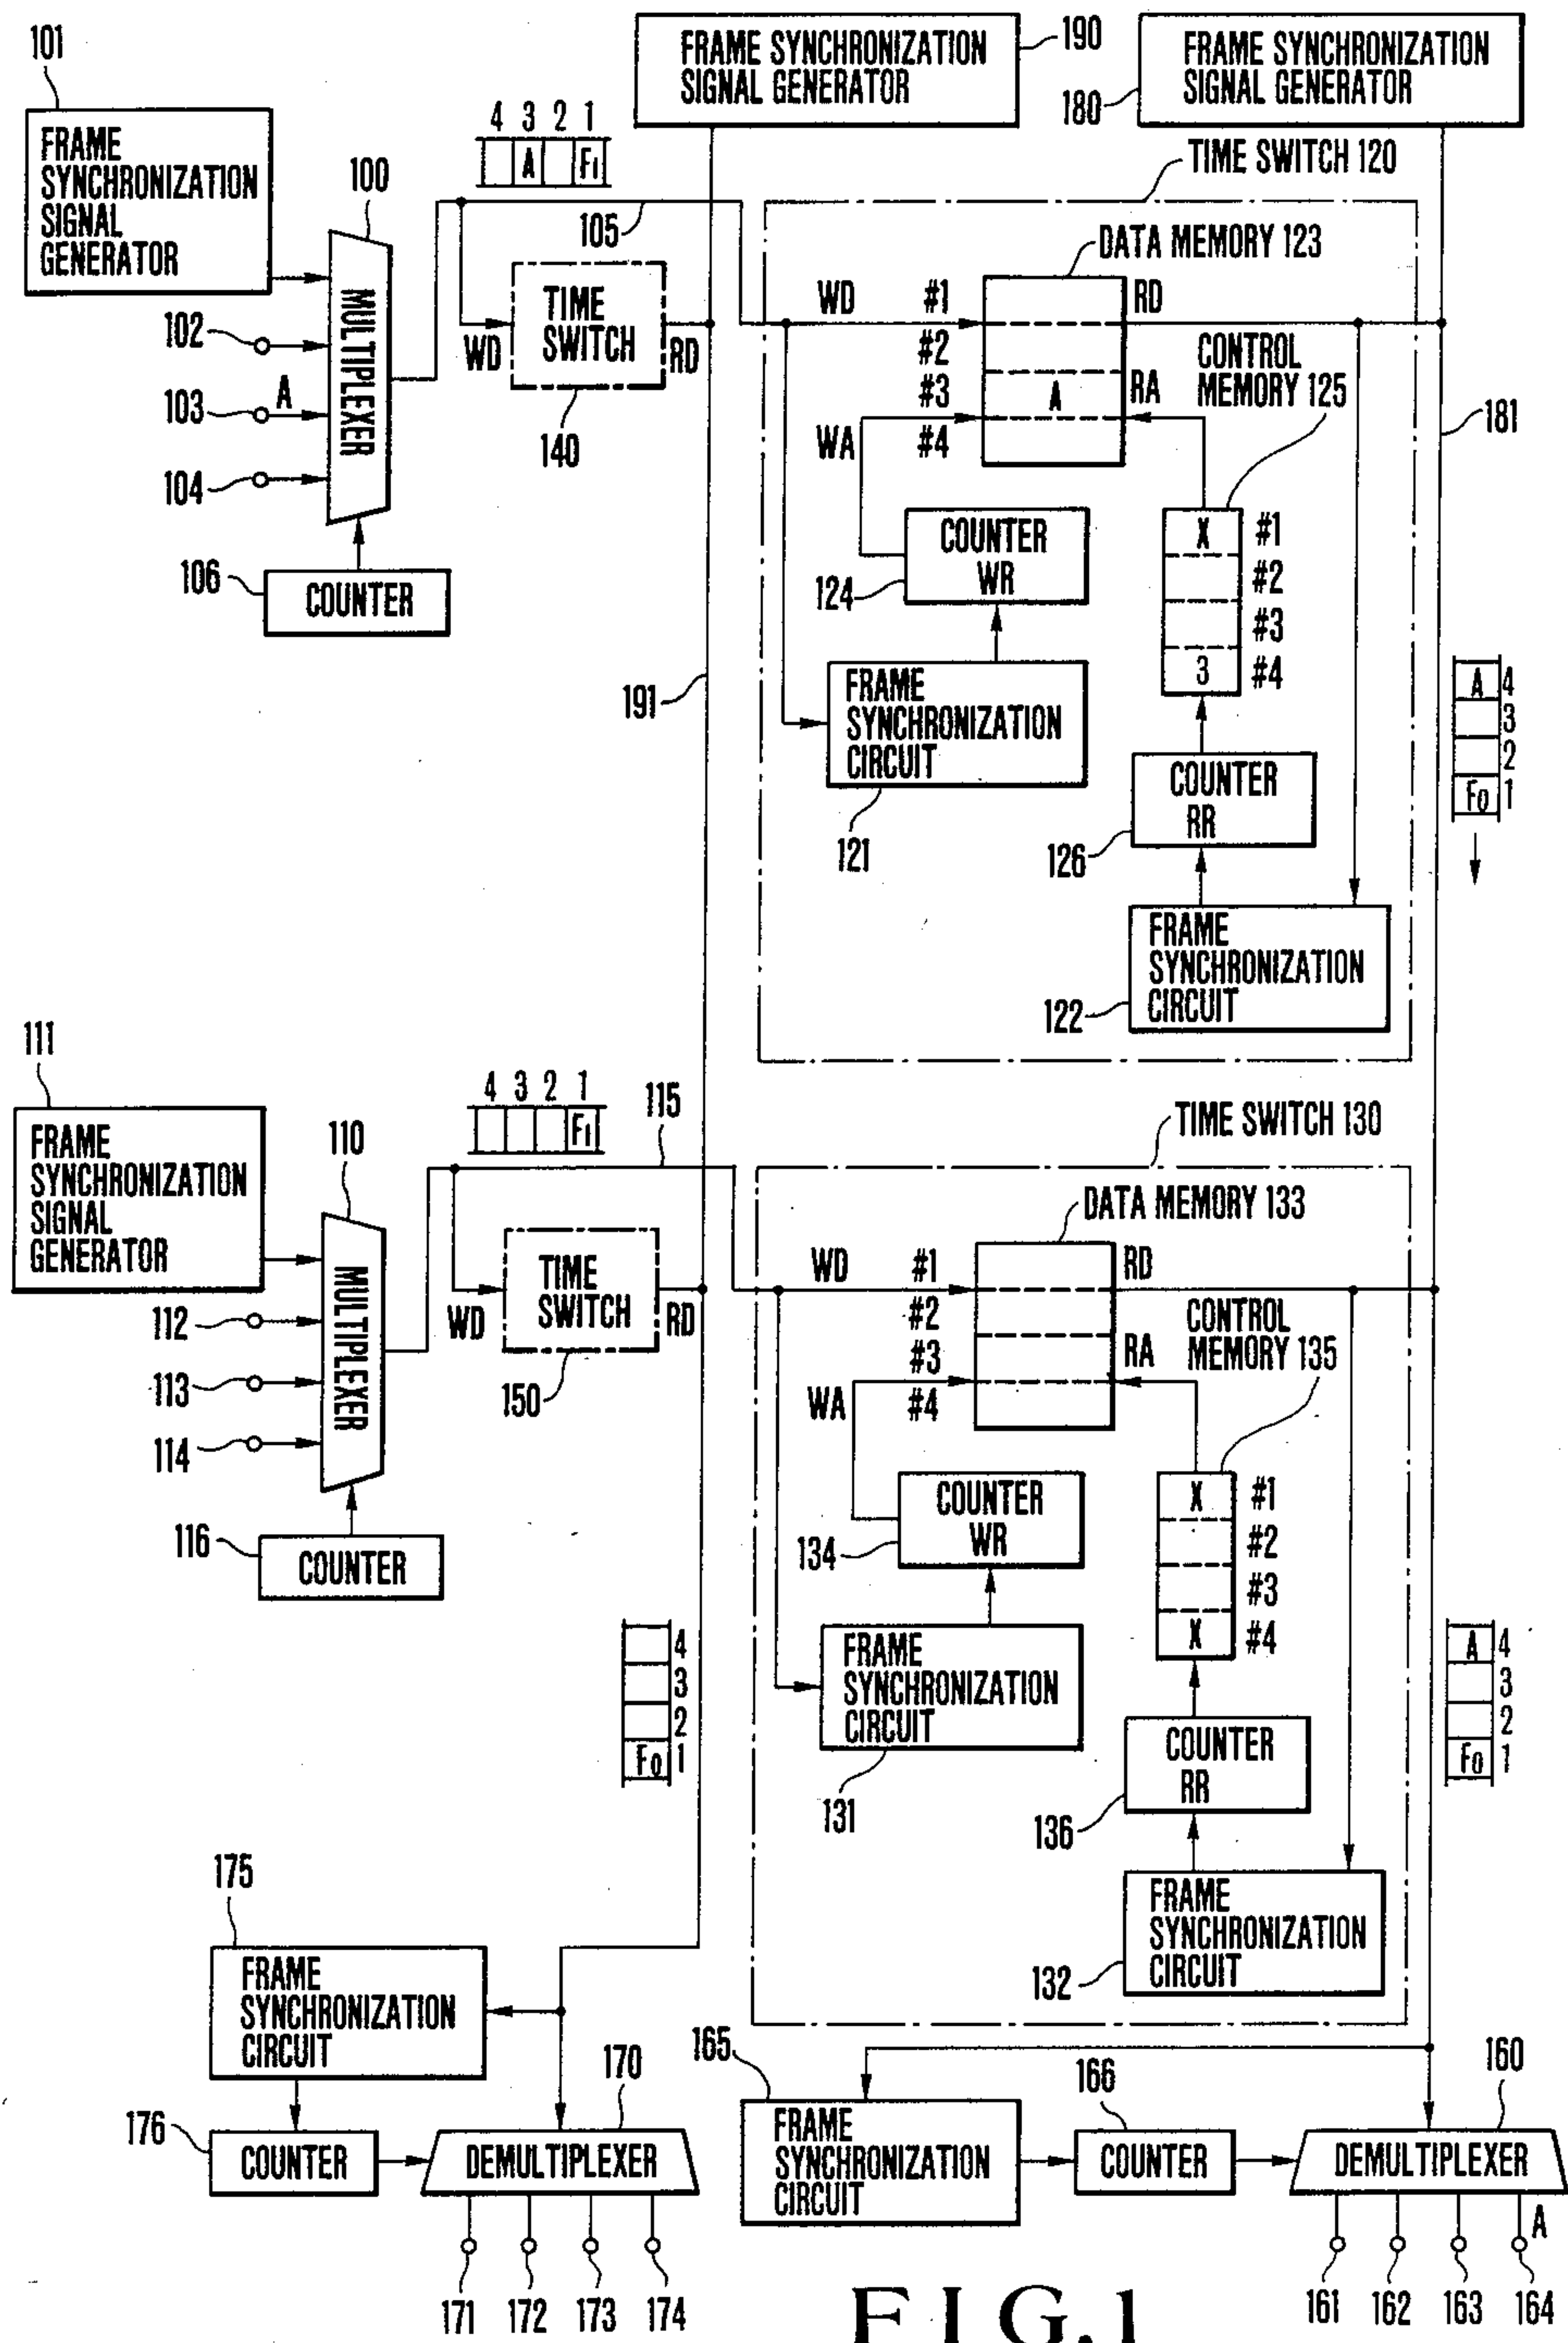 101
FRAME
SYNCHRONIZATION
SIGNAL
GENERATOR
FRAME SYNCHRONIZATION
SIGNAL GENERATOR
190
FRAME SYNCHRONIZATION
SIGNAL GENERATOR
180
4 3 2 1
A F1
100
MULTIPLEXER
105
102
103 A
104
106
COUNTER
TIME
SWITCH
WD
RD
140
191
TIME SWITCH 120
DATA MEMORY 123
WD
#1
#2
#3
#4
A
RD
RA
WA
CONTROL
MEMORY 125
181
COUNTER
WR
124
X #1
#2
#3
3 #4
FRAME
SYNCHRONIZATION
CIRCUIT
121
COUNTER
RR
126
FRAME
SYNCHRONIZATION
CIRCUIT
122
A 4
3
2
F0 1
111
FRAME
SYNCHRONIZATION
SIGNAL
GENERATOR
4 3 2 1
F1
110
MULTIPLEXER
115
112
113
114
116
COUNTER
TIME
SWITCH
WD
RD
150
TIME SWITCH 130
DATA MEMORY 133
WD
#1
#2
#3
#4
RD
RA
WA
CONTROL
MEMORY 135
COUNTER
WR
134
X #1
#2
#3
X #4
FRAME
SYNCHRONIZATION
CIRCUIT
131
COUNTER
RR
136
FRAME
SYNCHRONIZATION
CIRCUIT
132
4
3
2
F0 1
A 4
3
2
F0 1
175
FRAME
SYNCHRONIZATION
CIRCUIT
176
COUNTER
170
DEMULTIPLEXER
171 172 173 174
165
FRAME
SYNCHRONIZATION
CIRCUIT
166
COUNTER
160
DEMULTIPLEXER
A
161 162 163 164
FIG.1